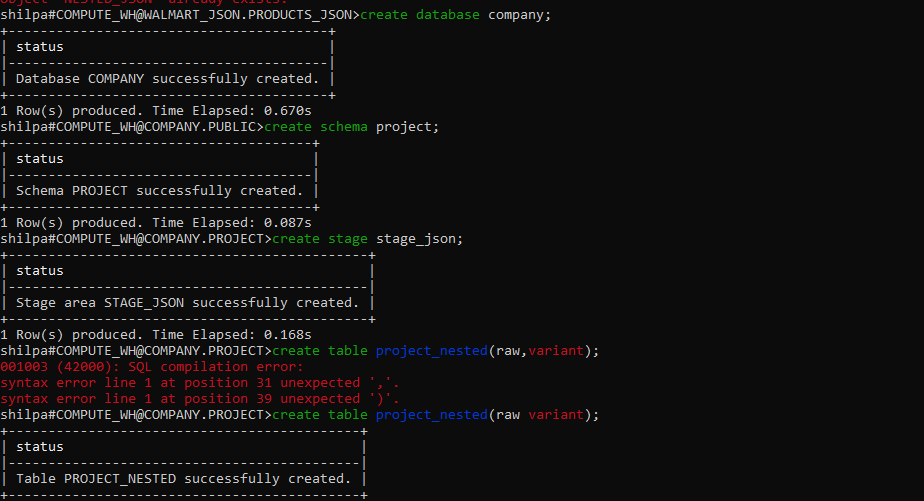 object 'NESTED_JSON' already exists.
shilpa#COMPUTE_WH@WALMART_JSON.PRODUCTS_JSON>create database company;
+----------------------------------------+
| status                                 |
|----------------------------------------|
| Database COMPANY successfully created. |
+----------------------------------------+
1 Row(s) produced. Time Elapsed: 0.670s
shilpa#COMPUTE_WH@COMPANY.PUBLIC>create schema project;
+--------------------------------------+
| status                               |
|--------------------------------------|
| Schema PROJECT successfully created. |
+--------------------------------------+
1 Row(s) produced. Time Elapsed: 0.087s
shilpa#COMPUTE_WH@COMPANY.PROJECT>create stage stage_json;
+---------------------------------------------+
| status                                      |
|---------------------------------------------|
| Stage area STAGE_JSON successfully created. |
+---------------------------------------------+
1 Row(s) produced. Time Elapsed: 0.168s
shilpa#COMPUTE_WH@COMPANY.PROJECT>create table project_nested(raw,variant);
001003 (42000): SQL compilation error:
syntax error line 1 at position 31 unexpected ','.
syntax error line 1 at position 39 unexpected ')'.
shilpa#COMPUTE_WH@COMPANY.PROJECT>create table project_nested(raw variant);
+--------------------------------------------+
| status                                     |
|--------------------------------------------|
| Table PROJECT_NESTED successfully created. |
+--------------------------------------------+